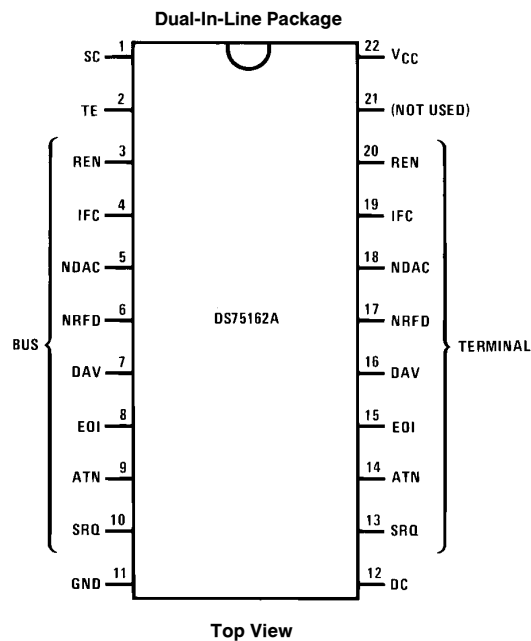 Dual-In-Line Package
SC 1 22 VCC
TE 2 21 (NOT USED)
REN 3 20 REN
IFC 4 19 IFC
NDAC 5 18 NDAC
NRFD 6 DS75162A 17 NRFD
BUS TERMINAL
DAV 7 16 DAV
EOI 8 15 EOI
ATN 9 14 ATN
SRQ 10 13 SRQ
GND 11 12 DC
Top View